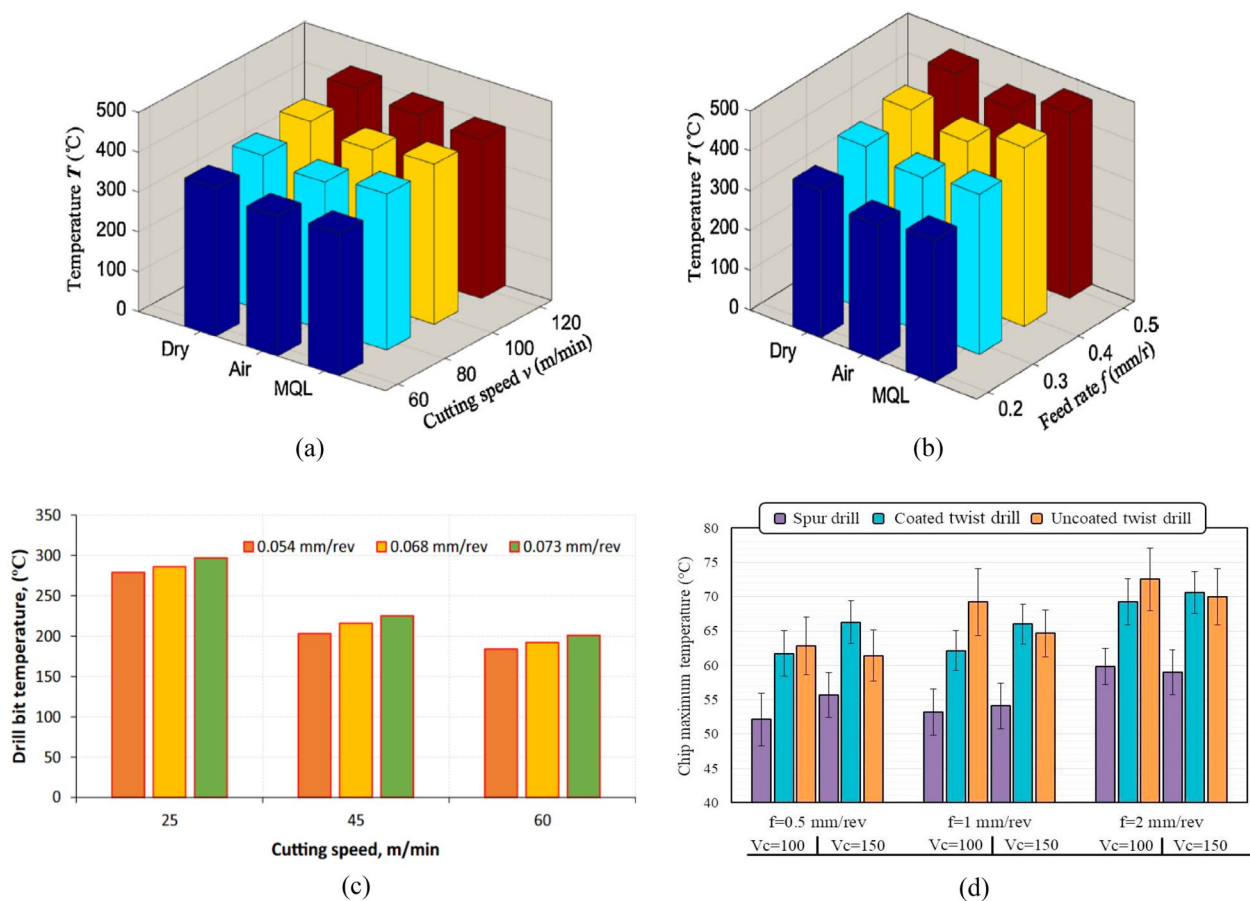 500
400
300
200
100
0
Temperature T (℃)
Dry
Air
MQL
60
80
100
120
Cutting speed v (m/min)
(a)
500
400
300
200
100
0
Temperature T (℃)
Dry
Air
MQL
0.2
0.3
0.4
0.5
Feed rate f (mm/r)
(b)
350
300
250
200
150
100
50
0
Drill bit temperature, (°C)
0.054 mm/rev 0.068 mm/rev 0.073 mm/rev
25 45 60
Cutting speed, m/min
(c)
Spur drill Coated twist drill Uncoated twist drill
80
75
70
65
60
55
50
45
40
Chip maximum temperature (°C)
f=0.5 mm/rev f=1 mm/rev f=2 mm/rev
Vc=100 Vc=150 Vc=100 Vc=150 Vc=100 Vc=150
(d)